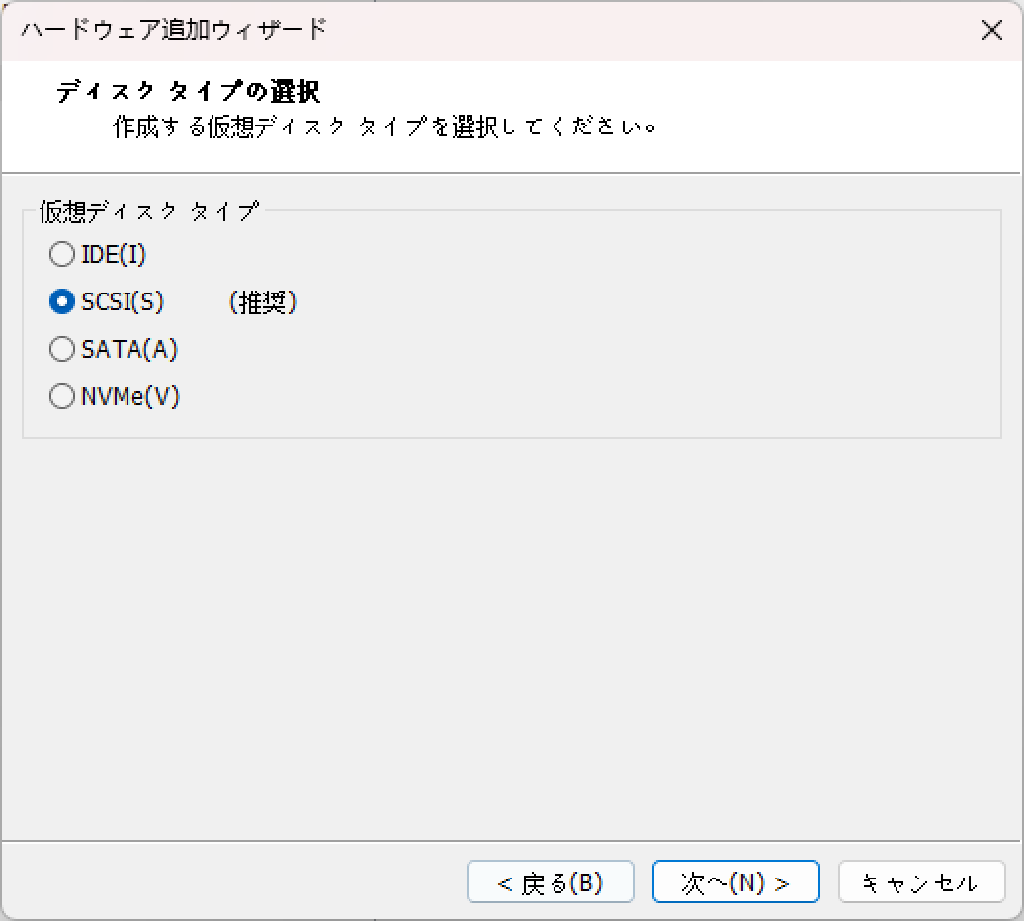 ハードウェア追加ウィザード
ディスク タイプの選択
作成する仮想ディスク タイプを選択してください。
仮想ディスク タイプ
IDE(I)
SCSI(S) (推奨)
SATA(A)
NVMe(V)
< 戻る(B) 次へ(N) > キャンセル